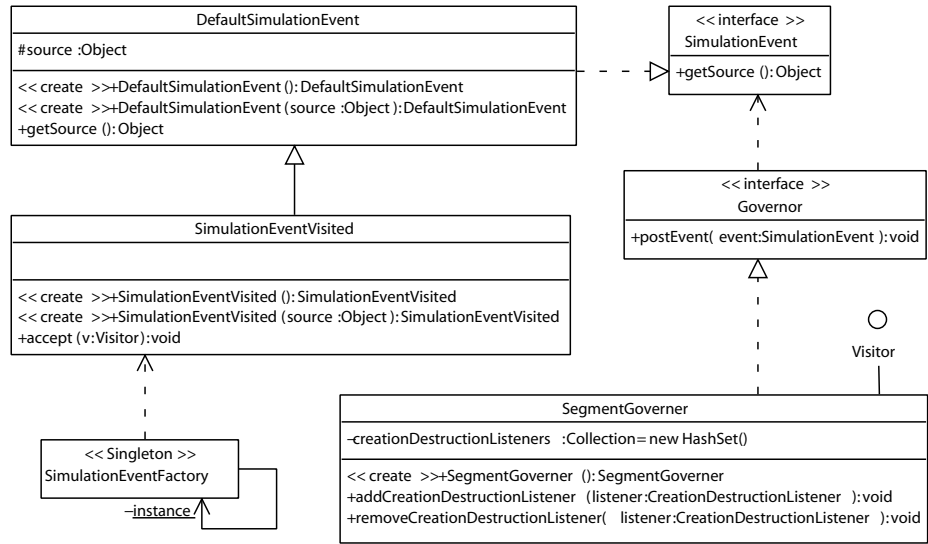 DefaultSimulationEvent
#source :Object
<< create >>+DefaultSimulationEvent (): DefaultSimulationEvent
<< create >>+DefaultSimulationEvent (source :Object ): DefaultSimulationEvent
+getSource (): Object
<< interface >>
SimulationEvent
+getSource (): Object
<< interface >>
Governor
+postEvent( event:SimulationEvent ): void
SimulationEventVisited
<< create >>+SimulationEventVisited (): SimulationEventVisited
<< create >>+SimulationEventVisited (source :Object ): SimulationEventVisited
+accept (v:Visitor ): void
Visitor
<< Singleton >>
SimulationEventFactory
–instance
SegmentGoverner
–creationDestructionListeners :Collection= new HashSet()
<< create >>+SegmentGoverner (): SegmentGoverner
+addCreationDestructionListener (listener:CreationDestructionListener ): void
+removeCreationDestructionListener( listener:CreationDestructionListener ): void